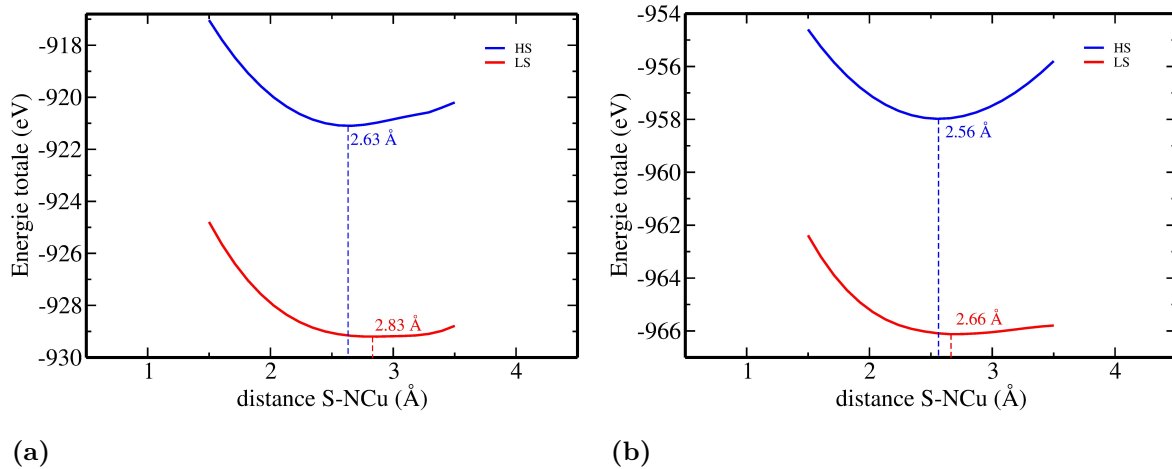 -918
-920
-922
-924
-926
-928
-930
Energie totale (eV)
HS
LS
2.63 Å
2.83 Å
1
2
3
4
distance S-NCu (Å)
(a)
-954
-956
-958
-960
-962
-964
-966
Energie totale (eV)
HS
LS
2.56 Å
2.66 Å
1
2
3
4
distance S-NCu (Å)
(b)